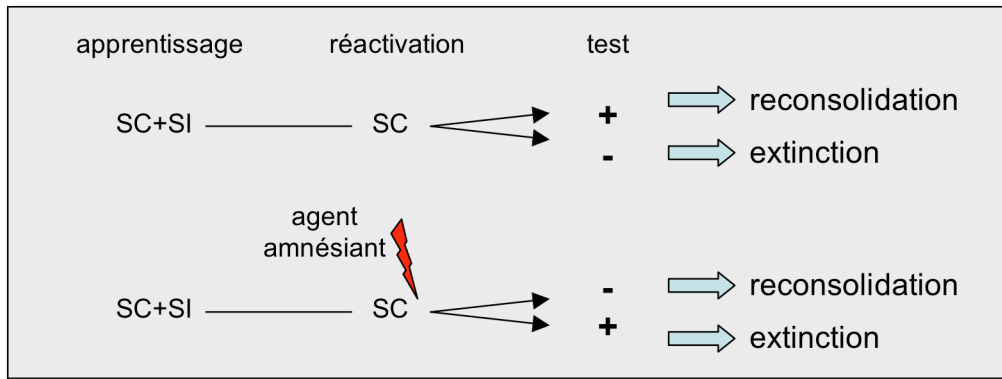 apprentissage réactivation test
SC+SI SC + reconsolidation
- extinction
agent
amnésiant
SC+SI SC - reconsolidation
+ extinction